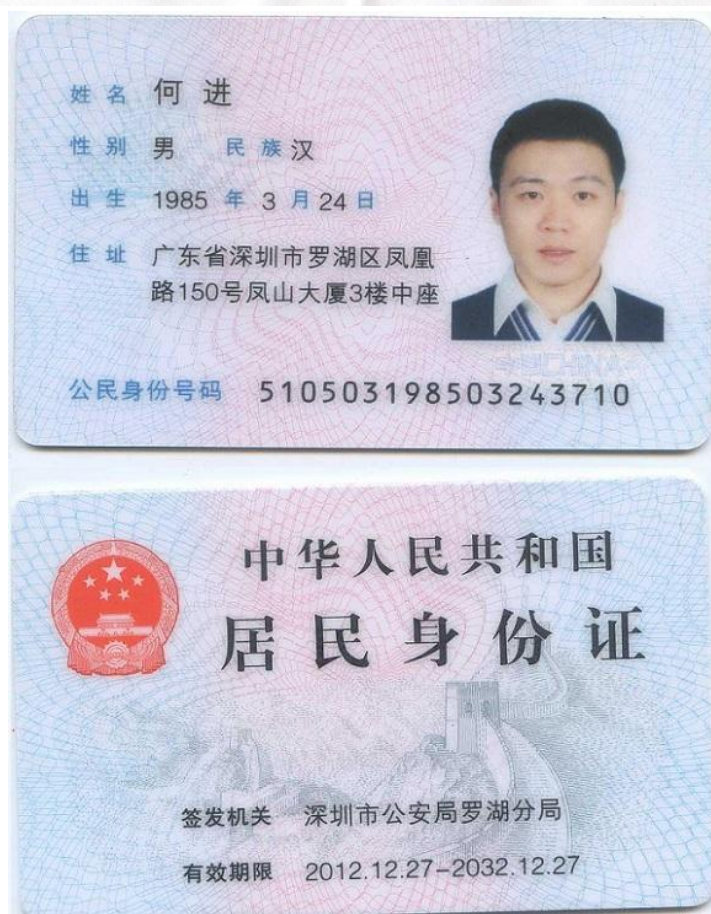 姓名 何进
性别 男 民族 汉
出生 1985 年 3 月 24 日
住址 广东省深圳市罗湖区凤凰
路150号凤山大厦3楼中座
公民身份号码 510503198503243710
中华人民共和国
居民身份证
签发机关 深圳市公安局罗湖分局
有效期限 2012.12.27-2032.12.27